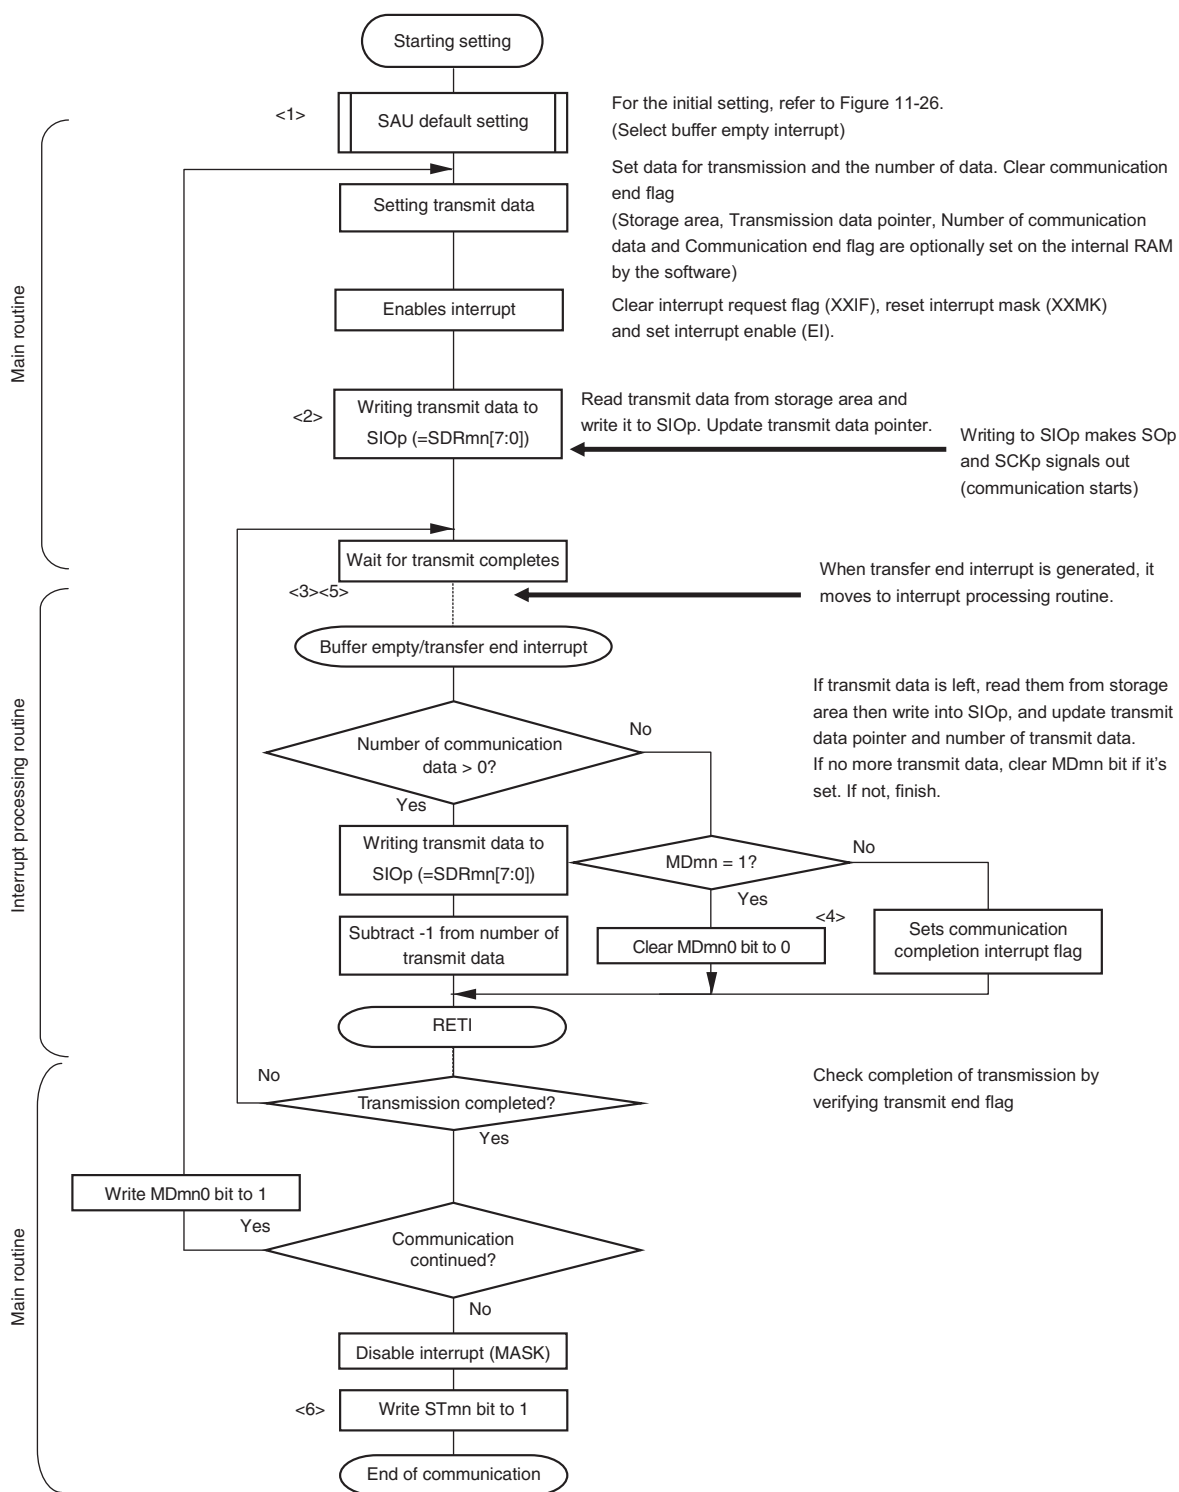 Starting setting
<1>
SAU default setting
For the initial setting, refer to Figure 11-26.
(Select buffer empty interrupt)
Setting transmit data
Set data for transmission and the number of data. Clear communication
end flag
(Storage area, Transmission data pointer, Number of communication
data and Communication end flag are optionally set on the internal RAM
by the software)
Main routine
Enables interrupt
Clear interrupt request flag (XXIF), reset interrupt mask (XXMK)
and set interrupt enable (EI).
<2>
Writing transmit data to
SIOp (=SDRmn[7:0])
Read transmit data from storage area and
write it to SIOp. Update transmit data pointer.
Writing to SIOp makes SOp
and SCKp signals out
(communication starts)
Wait for transmit completes
<3><5>
When transfer end interrupt is generated, it
moves to interrupt processing routine.
Buffer empty/transfer end interrupt
Interrupt processing routine
Number of communication
data > 0?
No
Yes
If transmit data is left, read them from storage
area then write into SIOp, and update transmit
data pointer and number of transmit data.
If no more transmit data, clear MDmn bit if it's
set. If not, finish.
Writing transmit data to
SIOp (=SDRmn[7:0])
MDmn = 1?
No
Yes
<4>
Subtract -1 from number of
transmit data
Clear MDmn0 bit to 0
Sets communication
completion interrupt flag
RETI
No
Transmission completed?
Yes
Check completion of transmission by
verifying transmit end flag
Main routine
Write MDmn0 bit to 1
Yes
Communication
continued?
No
Disable interrupt (MASK)
<6>
Write STmn bit to 1
End of communication